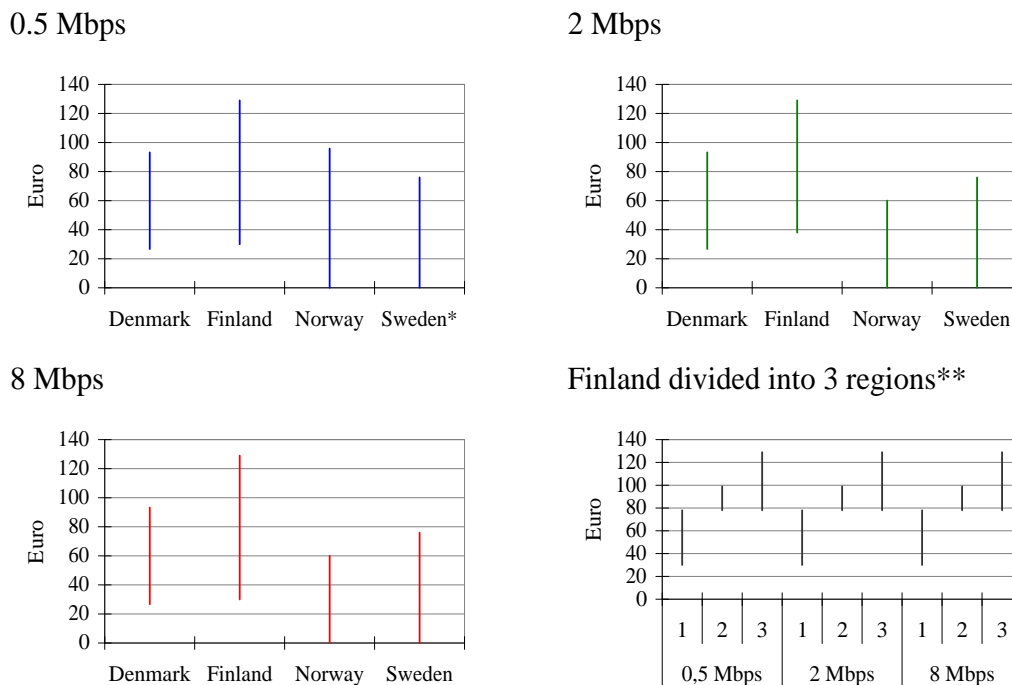 0.5 Mbps
140
120
100
80
60
40
20
0
Euro
Denmark Finland Norway Sweden*
2 Mbps
140
120
100
80
60
40
20
0
Euro
Denmark Finland Norway Sweden
8 Mbps
140
120
100
80
60
40
20
0
Euro
Denmark Finland Norway Sweden
Finland divided into 3 regions**
140
120
100
80
60
40
20
0
Euro
1 2 3 1 2 3 1 2 3
0,5 Mbps 2 Mbps 8 Mbps